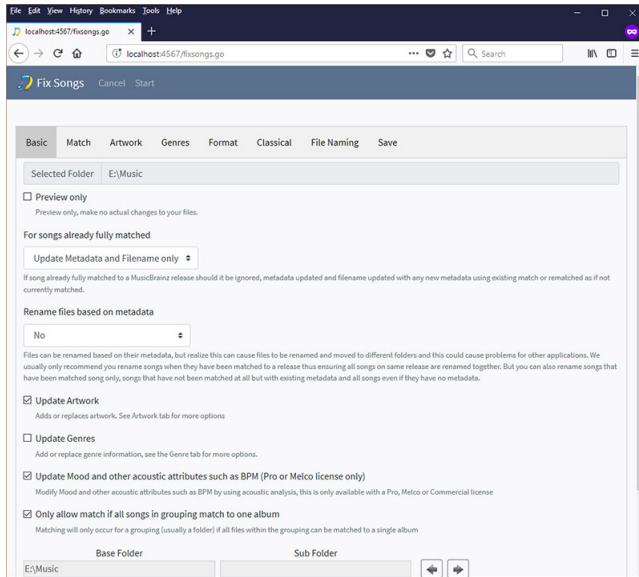 File Edit View History Bookmarks Tools Help
localhost:4567/fixsongs.go
localhost:4567/fixsongs.go
Search
Fix Songs Cancel Start
Basic Match Artwork Genres Format Classical File Naming Save
Selected Folder E:\Music
Preview only
Preview only, make no actual changes to your files.
For songs already fully matched
Update Metadata and Filename only
If song already fully matched to a MusicBrainz release should it be ignored, metadata updated and filename updated with any new metadata using existing match or rematched as if not
currently matched.
Rename files based on metadata
No
Files can be renamed based on their metadata, but realize this can cause files to be renamed and moved to different folders and this could cause problems for other applications. We
usually only recommend you rename songs when they have been matched to a release thus ensuring all songs on same release are renamed together. But you can also rename songs that
have been matched song only, songs that have not been matched at all but with existing metadata and all songs even if they have no metadata.
Update Artwork
Adds or replaces artwork. See Artwork tab for more options
Update Genres
Add or replace genre information, see the Genre tab for more options.
Update Mood and other acoustic attributes such as BPM (Pro or Melco license only)
Modify Mood and other acoustic attributes such as BPM by using acoustic analysis, this is only available with a Pro, Melco or Commercial license
Only allow match if all songs in grouping match to one album
Matching will only occur for a grouping (usually a folder) if all files within the grouping can be matched to a single album
Base Folder Sub Folder
E:\Music